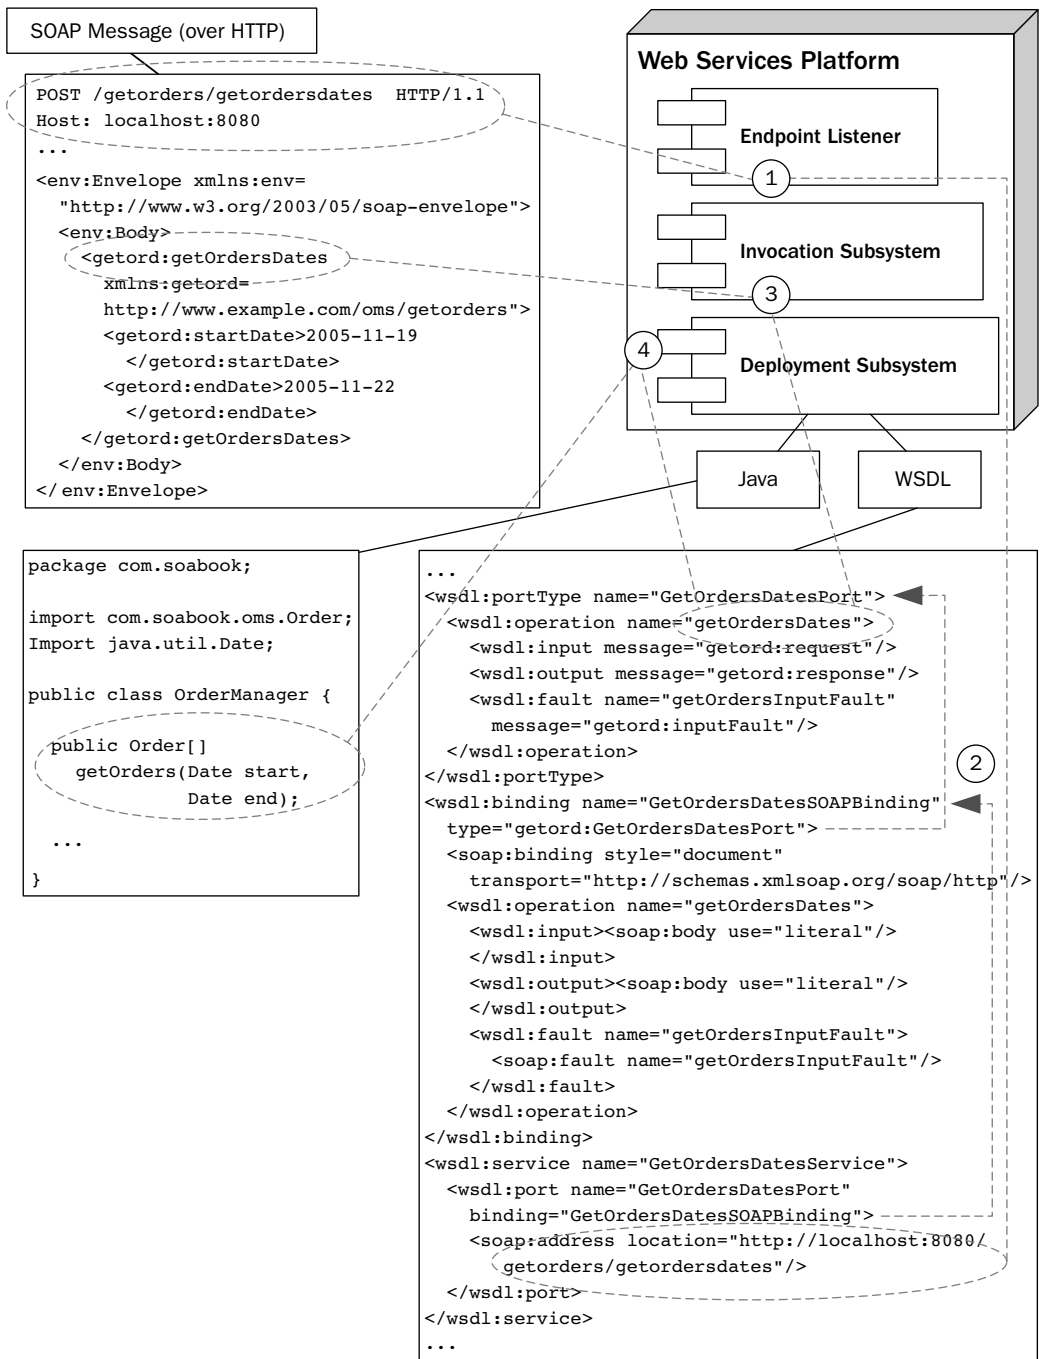 SOAP Message (over HTTP)
POST /getorders/getordersdates  HTTP/1.1
Host: localhost:8080
...
<env:Envelope xmlns:env=
"http://www.w3.org/2003/05/soap-envelope">
<env:Body>
<getord:getOrdersDates
xmlns:getord=
http://www.example.com/oms/getorders">
<getord:startDate>2005-11-19
</getord:startDate>
<getord:endDate>2005-11-22
</getord:endDate>
</getord:getOrdersDates>
</env:Body>
</env:Envelope>
Web Services Platform
Endpoint Listener
1
Invocation Subsystem
3
4
Deployment Subsystem
Java
WSDL
package com.soabook;
import com.soabook.oms.Order;
Import java.util.Date;
public class OrderManager {
public Order[]
getOrders(Date start,
Date end);
...
}
...
<wsdl:portType name="GetOrdersDatesPort">
<wsdl:operation name="getOrdersDates">
<wsdl:input message="getord:request"/>
<wsdl:output message="getord:response"/>
<wsdl:fault name="getOrdersInputFault"
message="getord:inputFault"/>
</wsdl:operation>
</wsdl:portType>
2
<wsdl:binding name="GetOrdersDatesSOAPBinding"
type="getord:GetOrdersDatesPort">
<soap:binding style="document"
transport="http://schemas.xmlsoap.org/soap/http"/>
<wsdl:operation name="getOrdersDates">
<wsdl:input><soap:body use="literal"/>
</wsdl:input>
<wsdl:output><soap:body use="literal"/>
</wsdl:output>
<wsdl:fault name="getOrdersInputFault">
<soap:fault name="getOrdersInputFault"/>
</wsdl:fault>
</wsdl:operation>
</wsdl:binding>
<wsdl:service name="GetOrdersDatesService">
<wsdl:port name="GetOrdersDatesPort"
binding="GetOrdersDatesSOAPBinding">
<soap:address location="http://localhost:8080/
getorders/getordersdates"/>
</wsdl:port>
</wsdl:service>
...